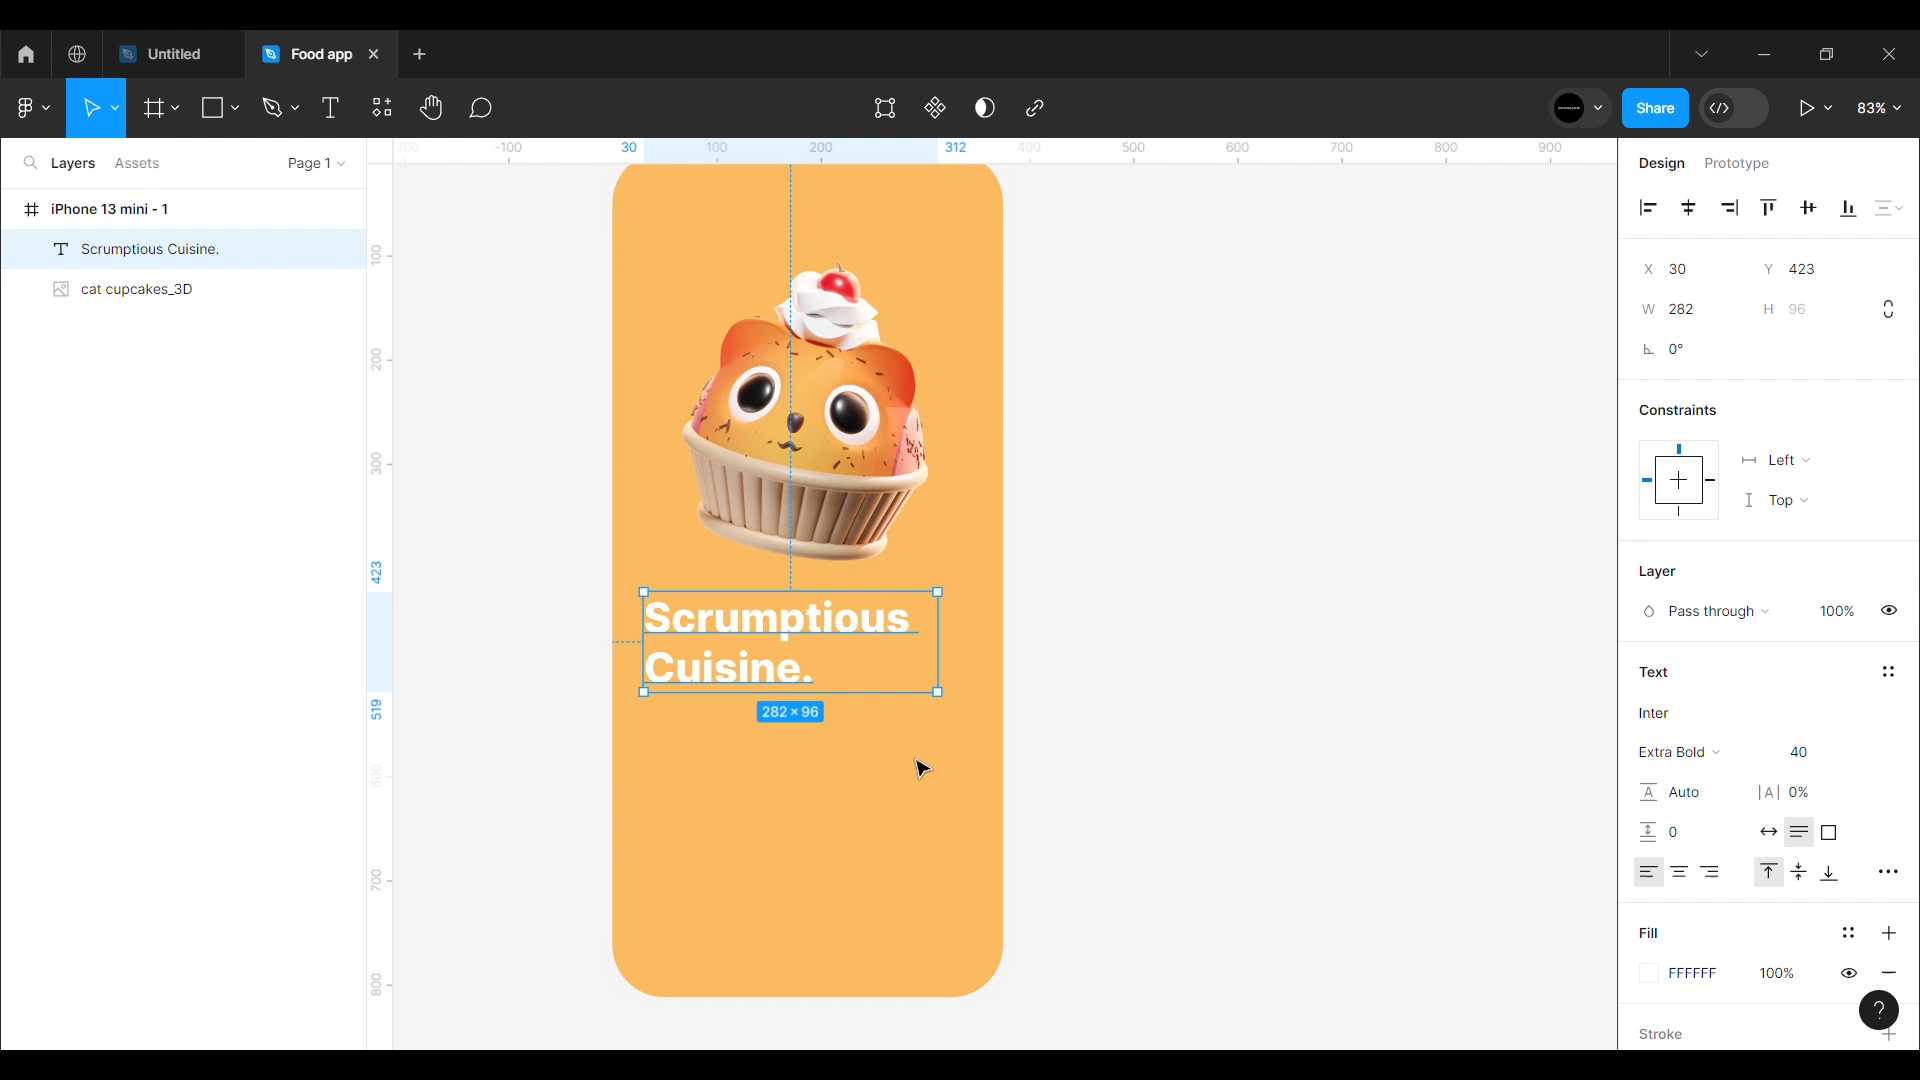 Untitled
Food app
Share
83%
Layers
Assets
Page 1
200
-100
30
100
200
312
400
500
600
700
800
900
Design
Prototype
iPhone 13 mini - 1
Scrumptious Cuisine.
cat cupcakes_3D
100
200
300
423
519
600
700
800
Scrumptious
Cuisine.
282 × 96
X 30
Y 423
W 282
H 96
0°
Constraints
Left
Top
Layer
Pass through
100%
Text
Inter
Extra Bold
40
A Auto
|A| 0%
0
Fill
FFFFFF
100%
?
Stroke